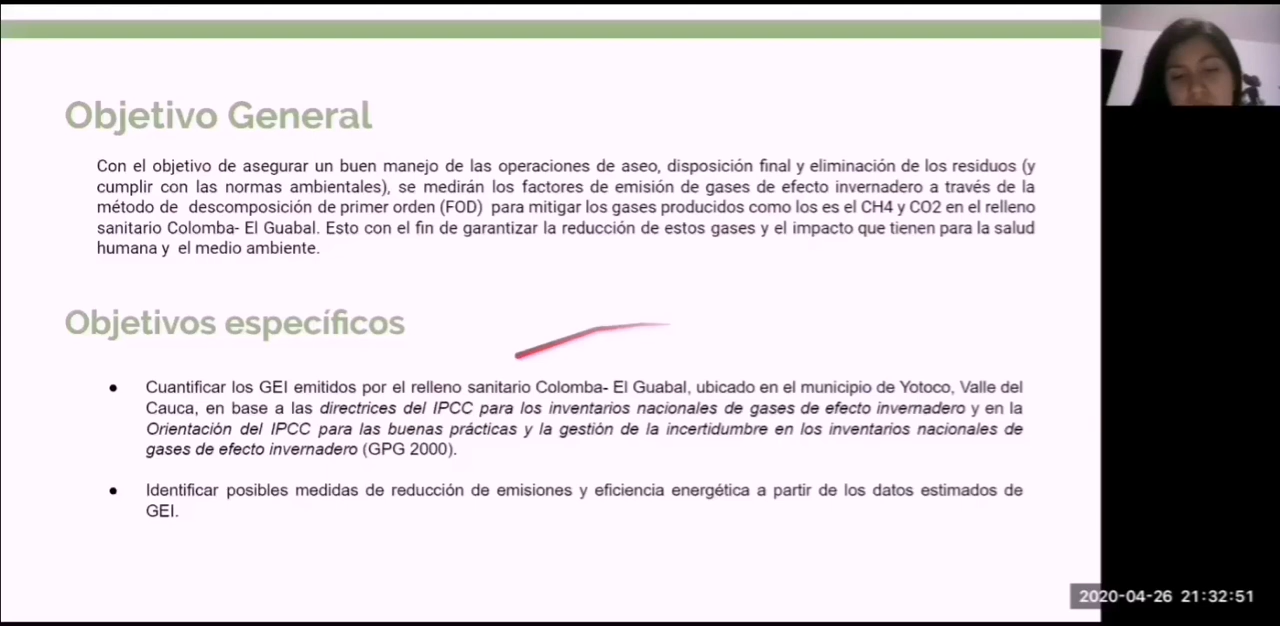 Objetivo General
Con el objetivo de asegurar un buen manejo de las operaciones de aseo, disposición final y eliminación de los residuos (y
cumplir con las normas ambientales), se medirán los factores de emisión de gases de efecto invernadero a través de la
método de descomposición de primer orden (FOD) para mitigar los gases producidos como los es el CH4 y CO2 en el relleno
sanitario Colomba- El Guabal. Esto con el fin de garantizar la reducción de estos gases y el impacto que tienen para la salud
humana y el medio ambiente.
Objetivos específicos
● Cuantificar los GEI emitidos por el relleno sanitario Colomba- El Guabal, ubicado en el municipio de Yotoco, Valle del
Cauca, en base a las directrices del IPCC para los inventarios nacionales de gases de efecto invernadero y en la
Orientación del IPCC para las buenas prácticas y la gestión de la incertidumbre en los inventarios nacionales de
gases de efecto invernadero (GPG 2000).
● Identificar posibles medidas de reducción de emisiones y eficiencia energética a partir de los datos estimados de
GEI.
2020-04-26 21:32:51